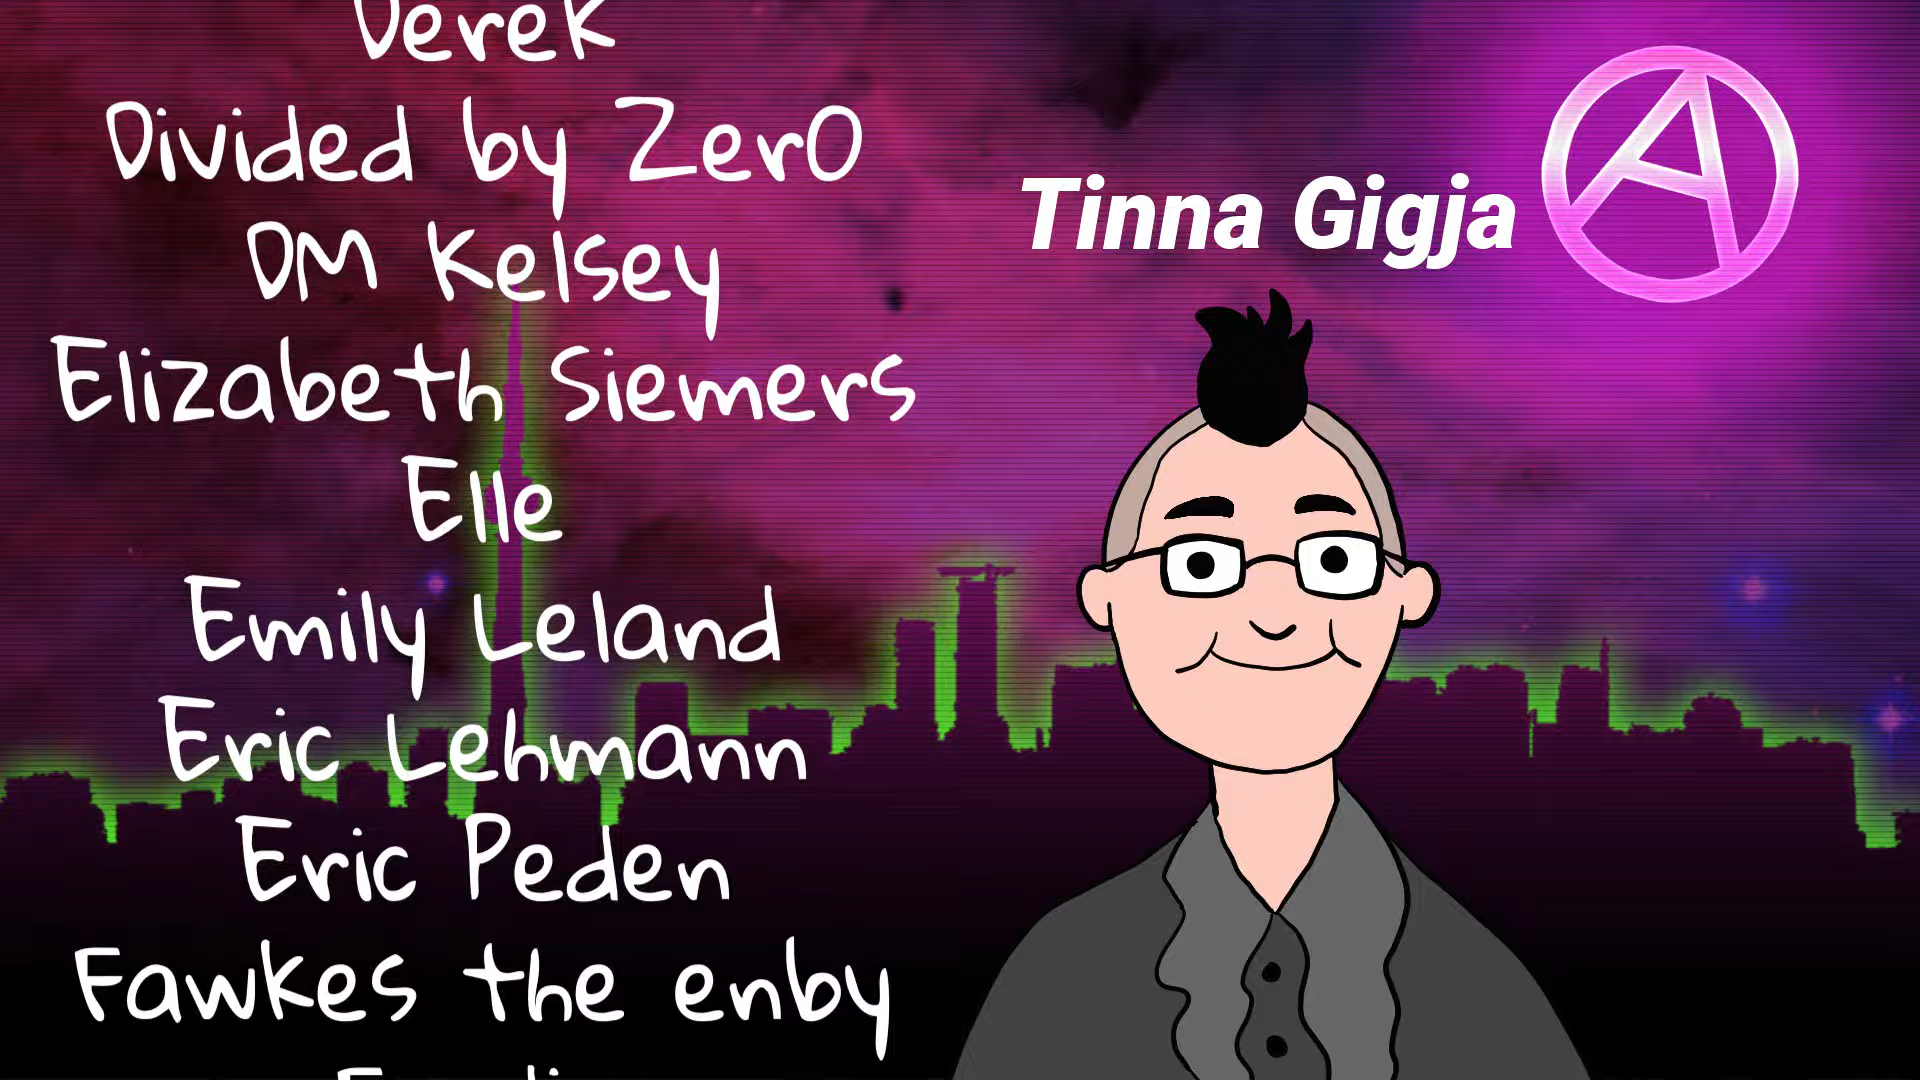 Derek
Divided by Zer0
DM Kelsey
Elizabeth Siemers
Elle
Emily Leland
Eric Lehmann
Eric Peden
Fawkes the enby
Tinna Gigja